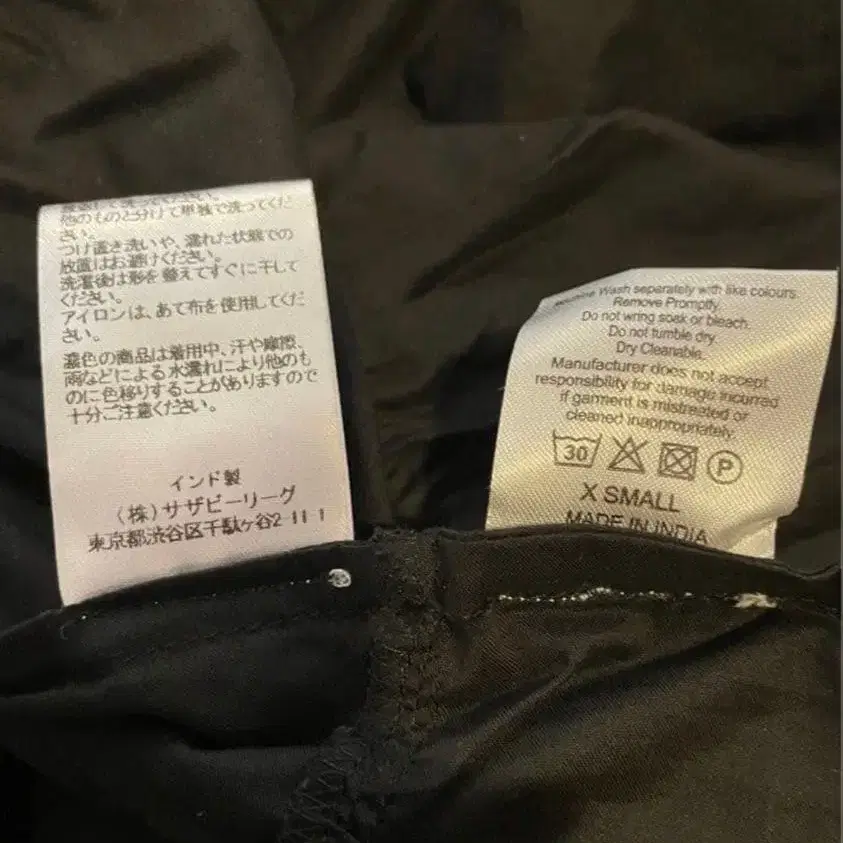 他のものと分けて単独で洗ってくだ
さい。
つけ置き洗いや、濡れた状態での
放置はお避けください。
洗濯後は形を整えてすぐに干して
ください。
アイロンは、あて布を使用してくだ
さい。
濃色の商品は着用中、汗や摩擦、
雨などによる水濡れにより他のも
のに色移りすることがありますので
十分ご注意ください。
インド製
(株)サザビーリーグ
東京都渋谷区千駄ヶ谷2-11-1
Wash separately with like colours.
Remove Promptly.
Do not wring soak or bleach.
Do not tumble dry.
Dry Cleanable.
Manufacturer does not accept
responsibility for damage incurred
if garment is mistreated or
cleaned inappropriately.
30 P
X SMALL
MADE IN INDIA